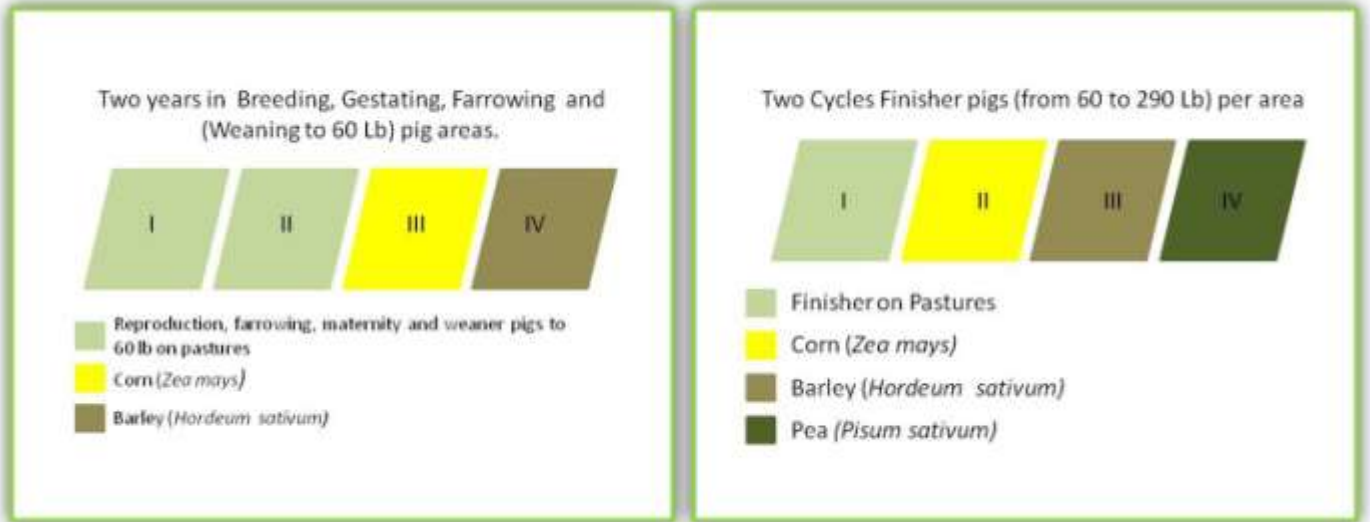 Two years in Breeding, Gestating, Farrowing and
(Weaning to 60 Lb) pig areas.
I
II
III
IV
Reproduction, farrowing, maternity and weaner pigs to
60 lb on pastures
Corn (Zea mays)
Barley (Hordeum sativum)
Two Cycles Finisher pigs (from 60 to 290 Lb) per area
I
II
III
IV
Finisher on Pastures
Corn (Zea mays)
Barley (Hordeum sativum)
Pea (Pisum sativum)